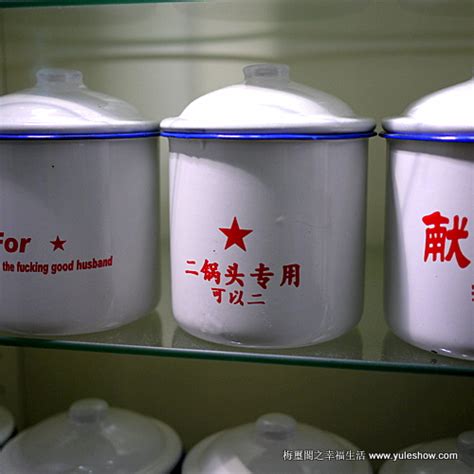 For
the fucking good husband
二锅头专用
可以二
献
梅璽閣之幸福生活 www.yuleshow.com